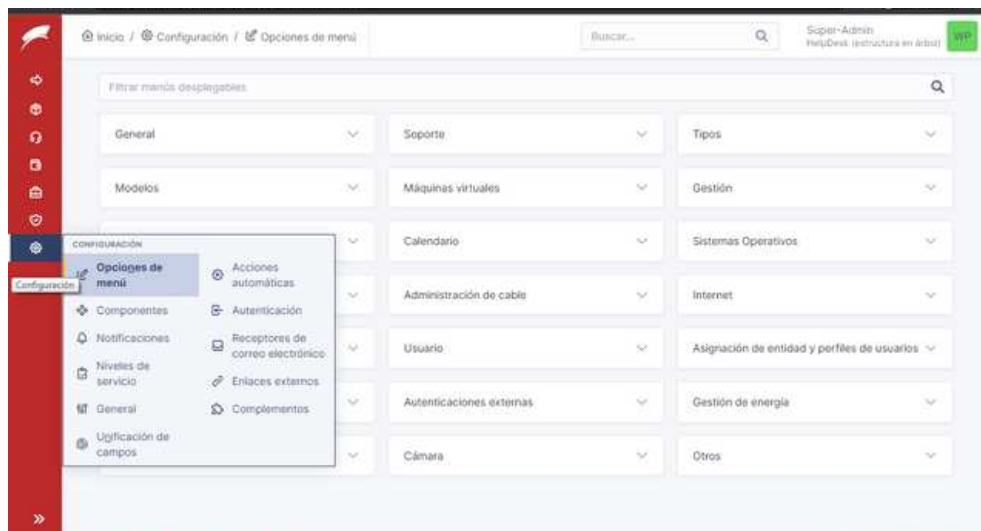 Inicio / Configuración / Opciones de menú
Buscar...
Súper-Admin
HelpDesk (estructura en árbol)
WP
Filtrar menús desplegables
General
Soporte
Tipos
Modelos
Máquinas virtuales
Gestión
Calendario
Sistemas Operativos
Administración de cable
Internet
Usuario
Asignación de entidad y perfiles de usuarios
Autenticaciones externas
Gestión de energía
Cámara
Otros
Configuración
CONFIGURACIÓN
Opciones de
menú
Componentes
Notificaciones
Niveles de
servicio
General
Unificación de
campos
Acciones
automáticas
Autenticación
Receptores de
correo electrónico
Enlaces externos
Complementos